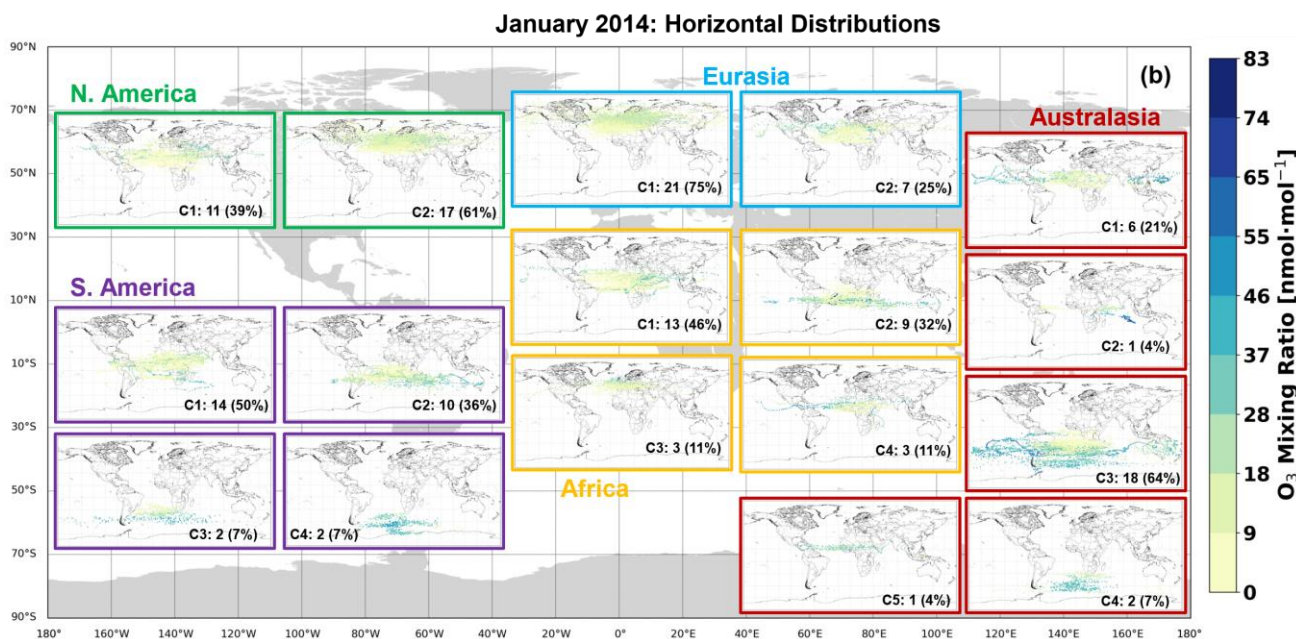 January 2014: Horizontal Distributions
90°N
70°N
50°N
30°N
10°N
10°S
30°S
50°S
70°S
90°S
(b)
N. America
C1: 11 (39%)
C2: 17 (61%)
Eurasia
C1: 21 (75%)
C2: 7 (25%)
Australasia
C1: 6 (21%)
C2: 1 (4%)
C3: 18 (64%)
C5: 1 (4%)
C4: 2 (7%)
S. America
C1: 14 (50%)
C2: 10 (36%)
C3: 2 (7%)
C4: 2 (7%)
C1: 13 (46%)
C2: 9 (32%)
C3: 3 (11%)
C4: 3 (11%)
Africa
180° 160°W 140°W 120°W 100°W 80°W 60°W 40°W 20°W 0° 20°E 40°E 60°E 80°E 100°E 120°E 140°E 160°E 180°
83
74
65
55
46
37
28
18
9
0
O₃ Mixing Ratio [nmol·mol⁻¹]